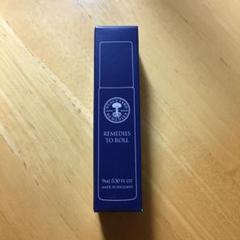 REMEDIES
TO ROLL
9ml 0.30 FL OZ
MADE IN ENGLAND